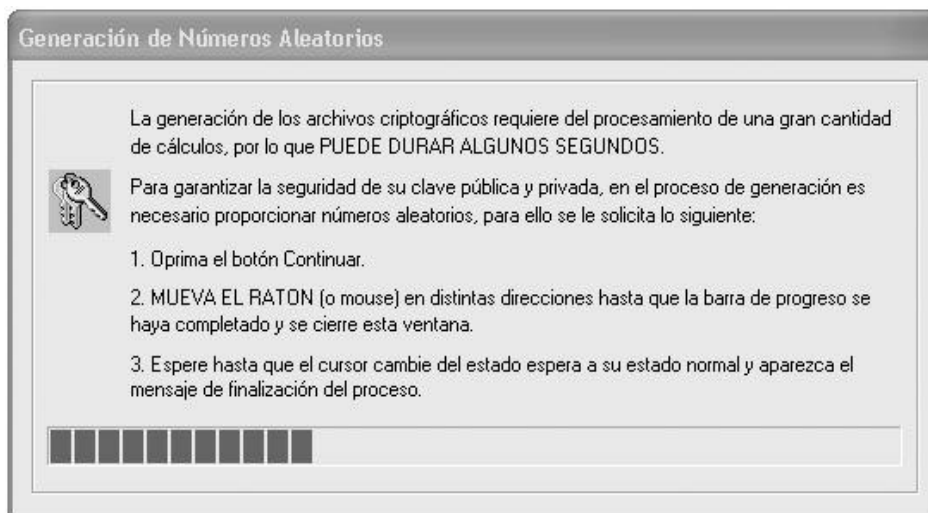 Generación de Números Aleatorios
La generación de los archivos criptográficos requiere del procesamiento de una gran cantidad
de cálculos, por lo que PUEDE DURAR ALGUNOS SEGUNDOS.
Para garantizar la seguridad de su clave pública y privada, en el proceso de generación es
necesario proporcionar números aleatorios, para ello se le solicita lo siguiente:
1. Oprima el botón Continuar.
2. MUEVA EL RATON (o mouse) en distintas direcciones hasta que la barra de progreso se
haya completado y se cierre esta ventana.
3. Espere hasta que el cursor cambie del estado espera a su estado normal y aparezca el
mensaje de finalización del proceso.